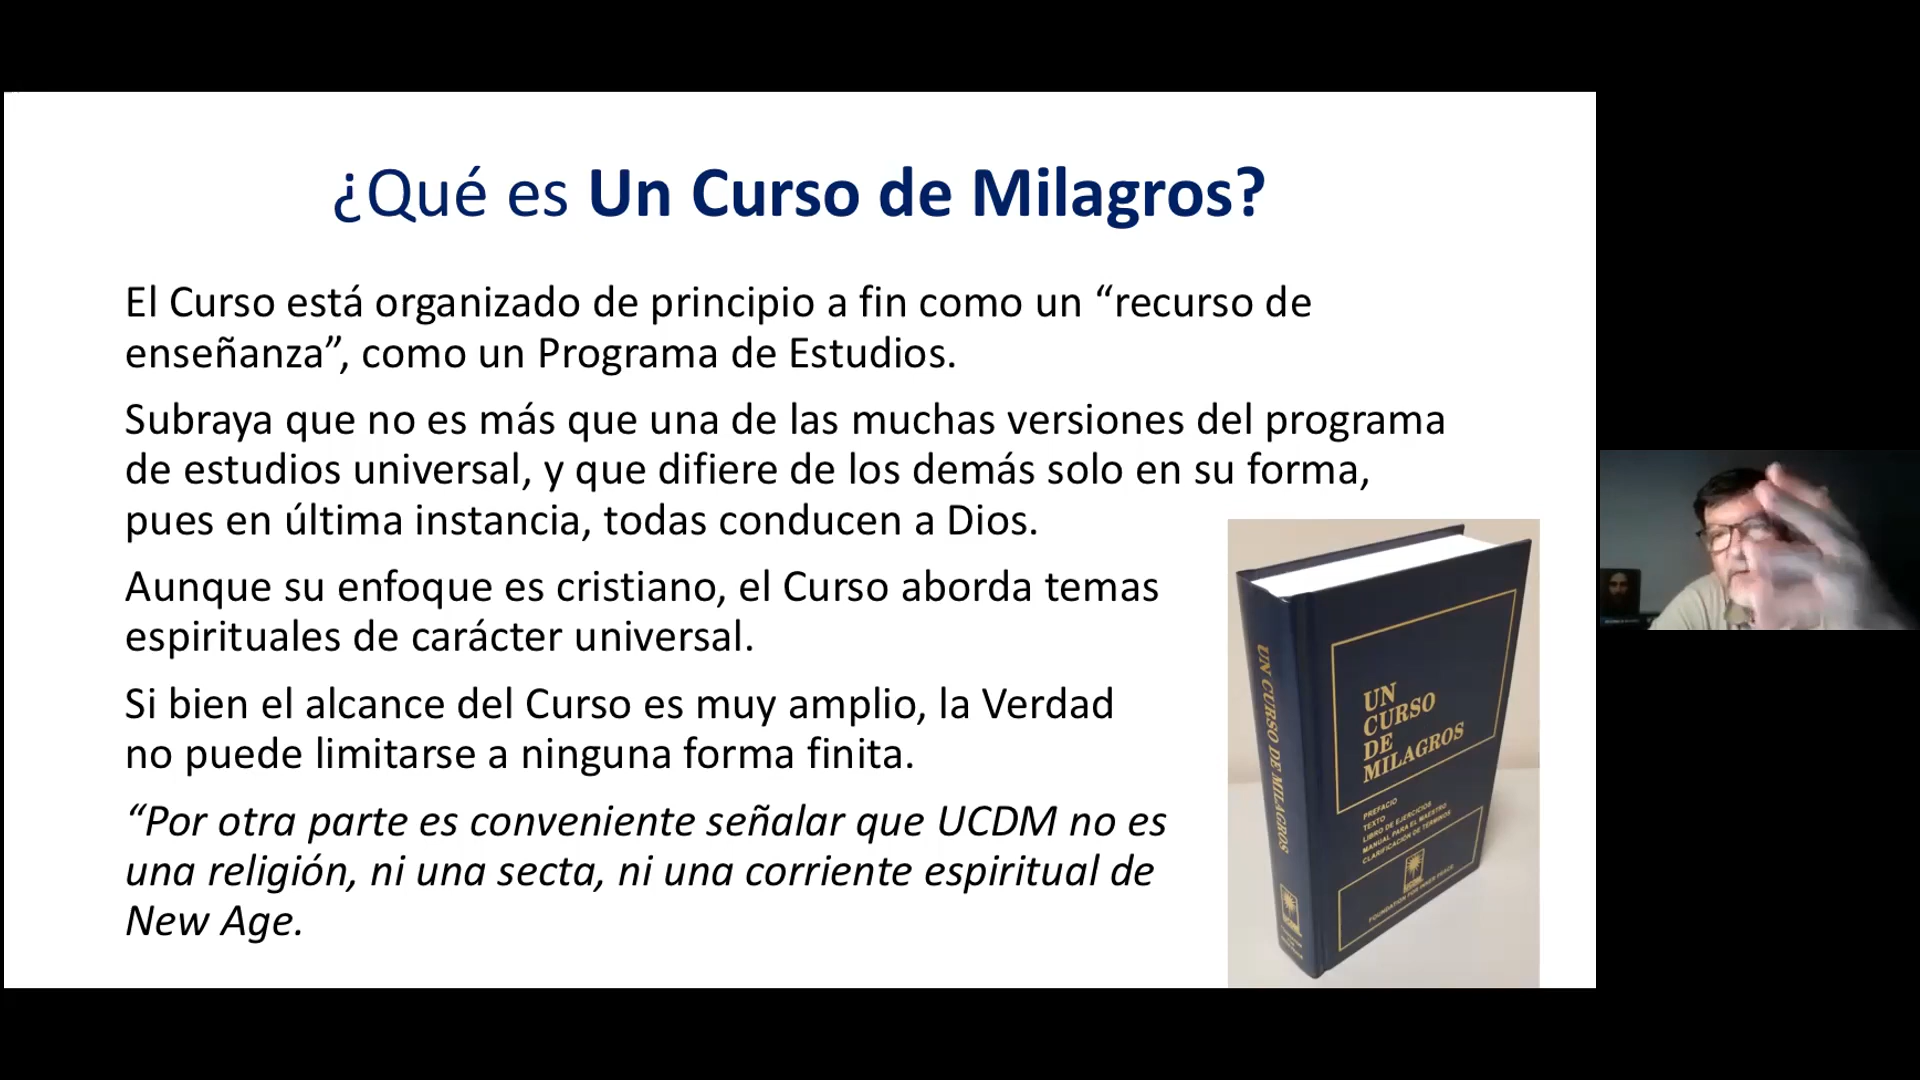 ¿Qué es Un Curso de Milagros?
El Curso está organizado de principio a fin como un “recurso de
enseñanza”, como un Programa de Estudios.
Subraya que no es más que una de las muchas versiones del programa
de estudios universal, y que difiere de los demás solo en su forma,
pues en última instancia, todas conducen a Dios.
Aunque su enfoque es cristiano, el Curso aborda temas
espirituales de carácter universal.
Si bien el alcance del Curso es muy amplio, la Verdad
no puede limitarse a ninguna forma finita.
“Por otra parte es conveniente señalar que UCDM no es
una religión, ni una secta, ni una corriente espiritual de
New Age.
UN CURSO DE MILAGROS
UN
CURSO
DE
MILAGROS
PREFACIO
TEXTO
LIBRO DE EJERCICIOS
MANUAL PARA EL MAESTRO
CLARIFICACIÓN DE TÉRMINOS
FOUNDATION FOR INNER PEACE